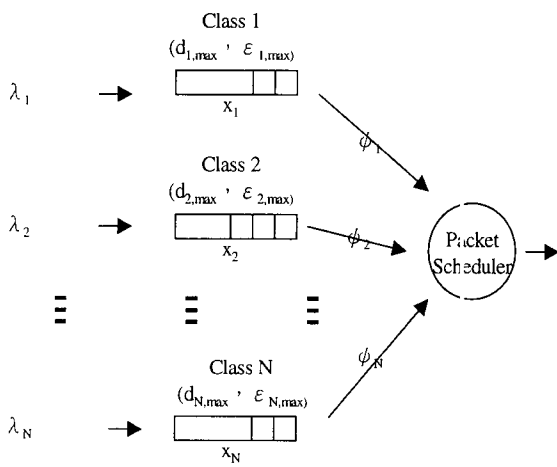 Class 1
(d1,max , ε1,max)
λ1
x1
ϕ1
Class 2
(d2,max , ε2,max)
λ2
x2
ϕ2
Packet
Scheduler
Class N
(dN,max , εN,max)
λN
xN
ϕN